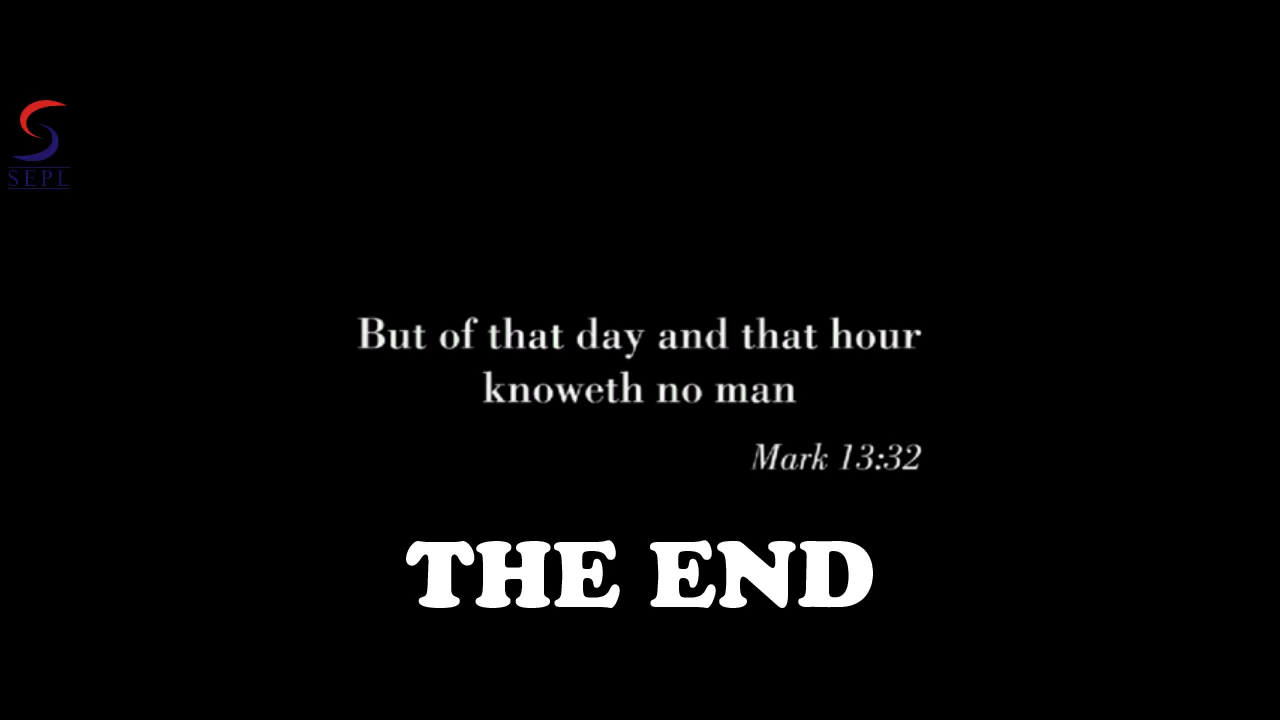 SEPL
But of that day and that hour
knoweth no man
Mark 13:32
THE END